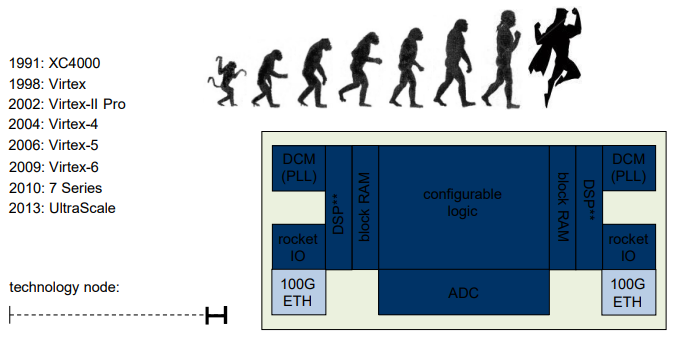 1991: XC4000
1998: Virtex
2002: Virtex-II Pro
2004: Virtex-4
2006: Virtex-5
2009: Virtex-6
2010: 7 Series
2013: UltraScale
technology node:
DCM
(PLL)
DSP**
block RAM
configurable
logic
block RAM
DSP**
DCM
(PLL)
rocket
IO
rocket
IO
100G
ETH
ADC
100G
ETH